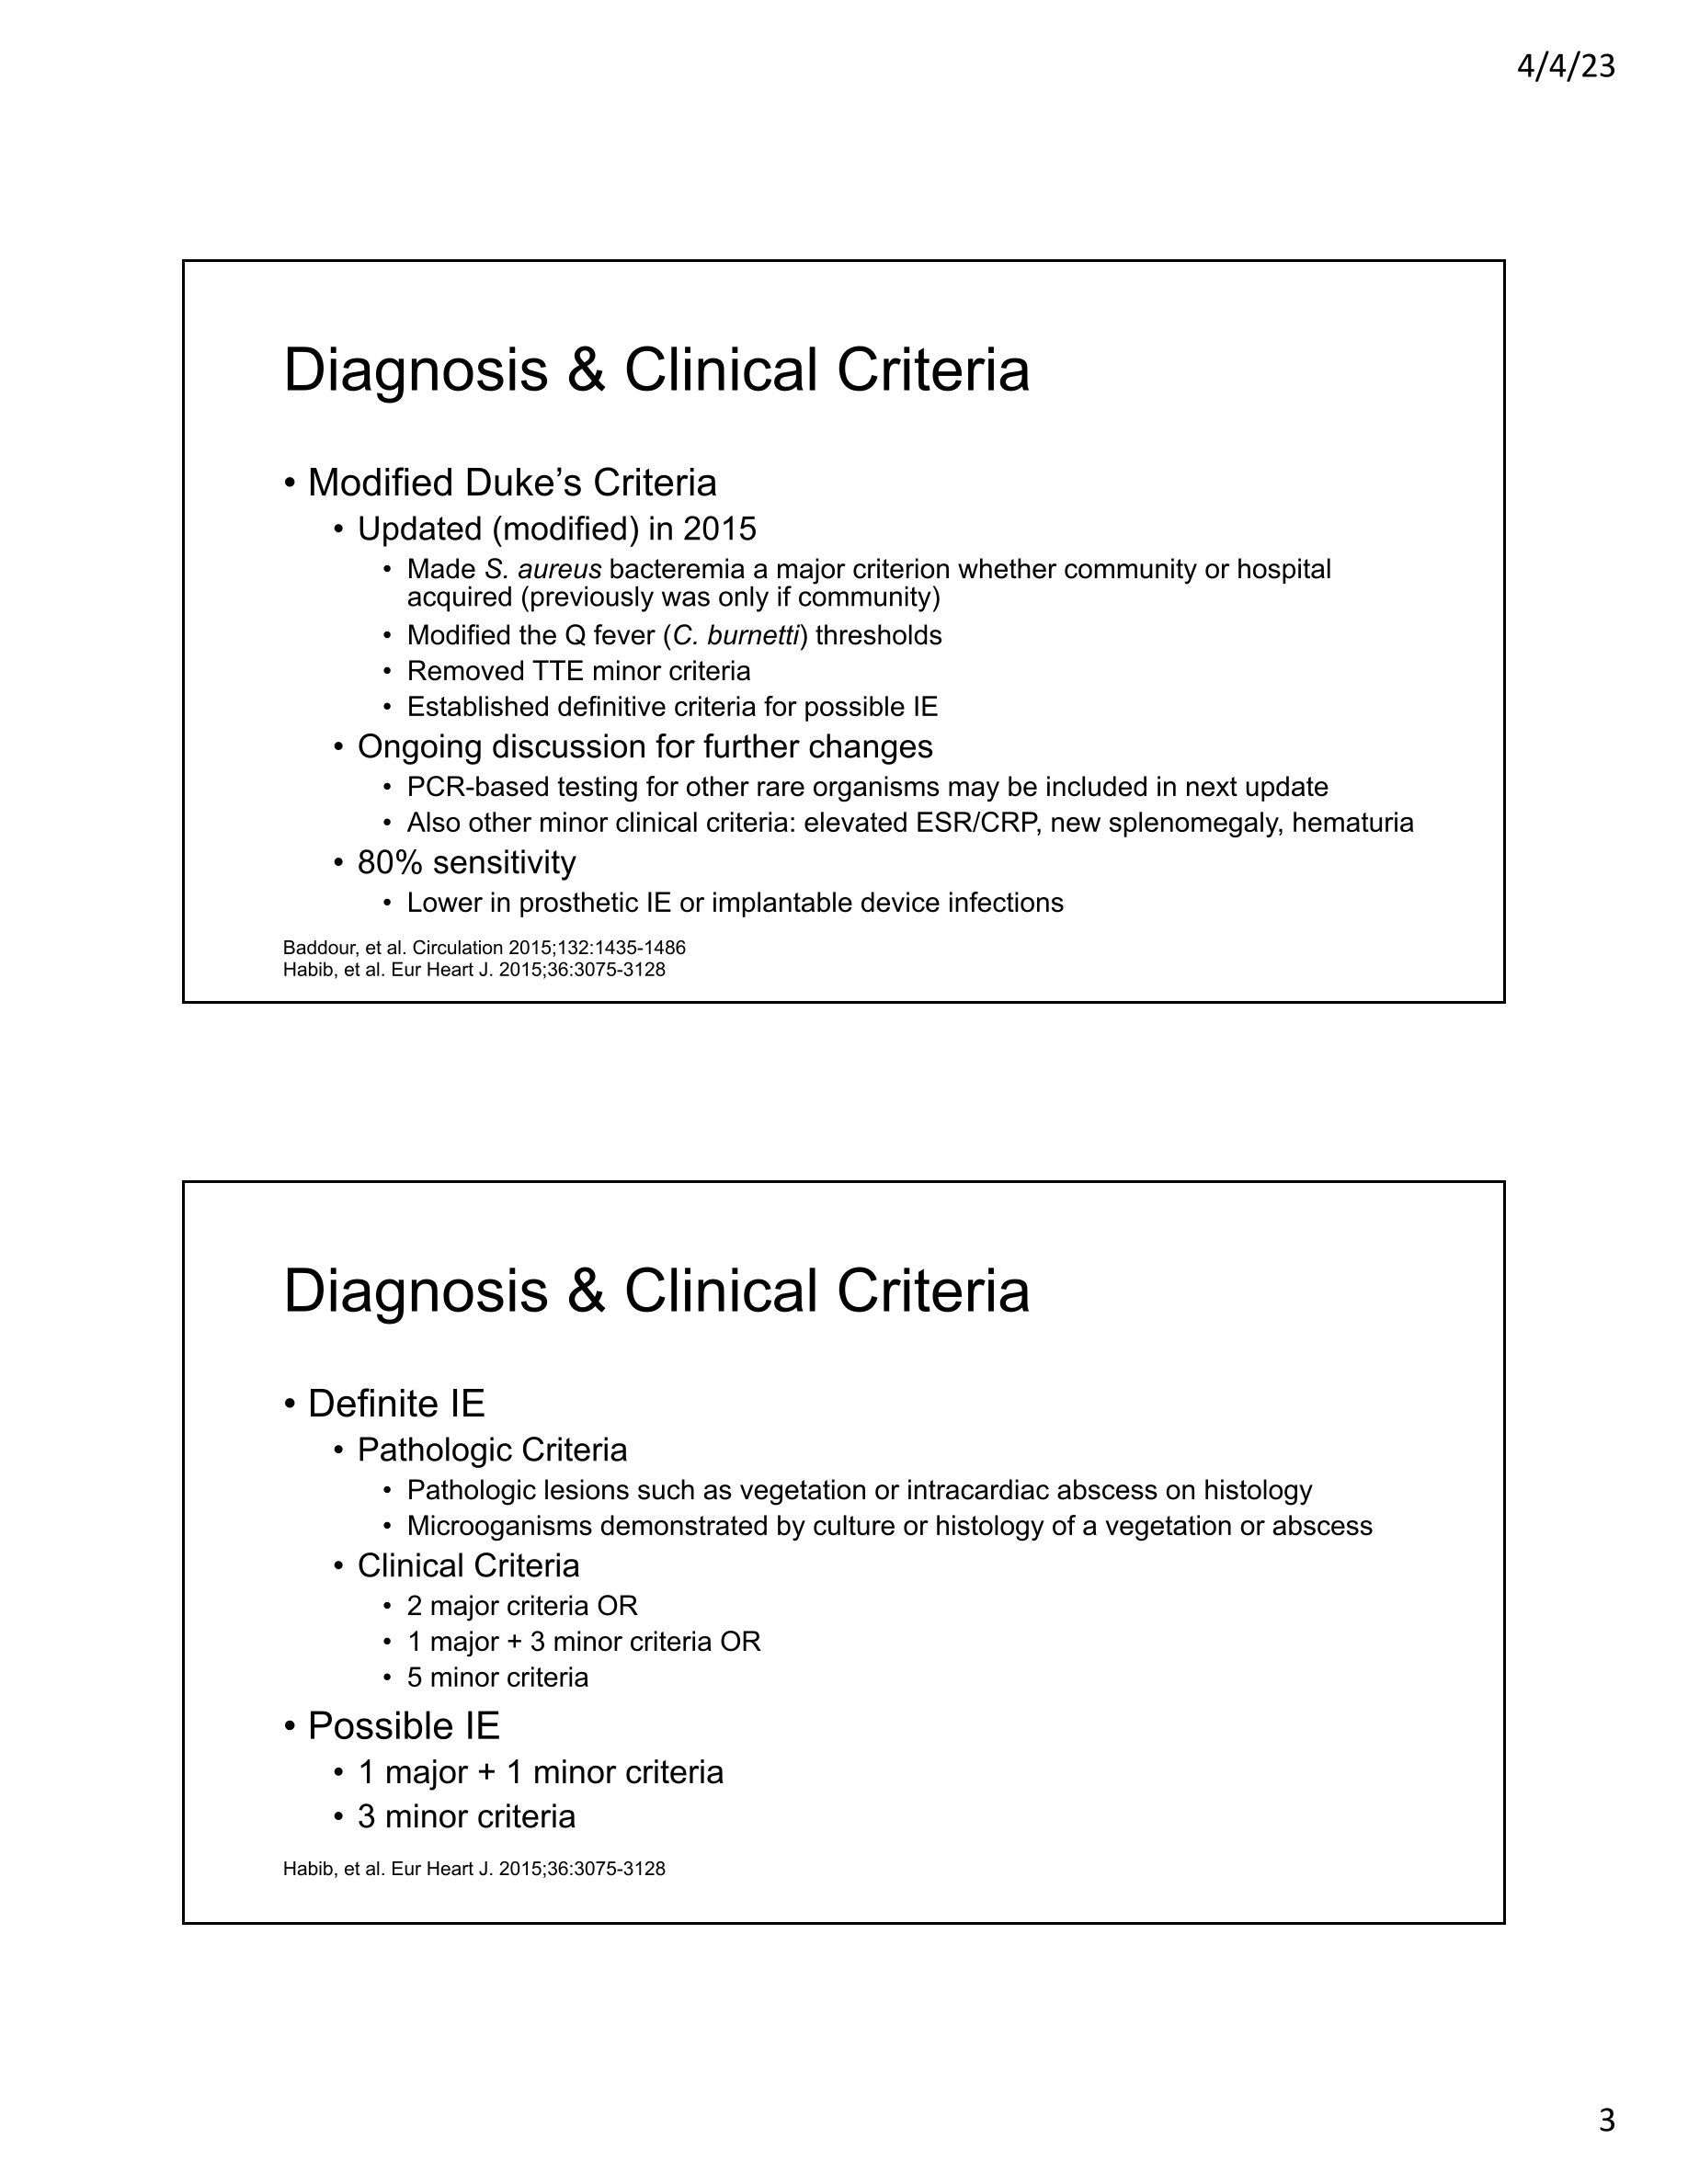 4/4/23
Diagnosis & Clinical Criteria
• Modified Duke’s Criteria
• Updated (modified) in 2015
• Made S. aureus bacteremia a major criterion whether community or hospital
acquired (previously was only if community)
• Modified the Q fever (C. burnetti) thresholds
• Removed TTE minor criteria
• Established definitive criteria for possible IE
• Ongoing discussion for further changes
• PCR-based testing for other rare organisms may be included in next update
• Also other minor clinical criteria: elevated ESR/CRP, new splenomegaly, hematuria
• 80% sensitivity
• Lower in prosthetic IE or implantable device infections
Baddour, et al. Circulation 2015;132:1435-1486
Habib, et al. Eur Heart J. 2015;36:3075-3128
Diagnosis & Clinical Criteria
• Definite IE
• Pathologic Criteria
• Pathologic lesions such as vegetation or intracardiac abscess on histology
• Microoganisms demonstrated by culture or histology of a vegetation or abscess
• Clinical Criteria
• 2 major criteria OR
• 1 major + 3 minor criteria OR
• 5 minor criteria
• Possible IE
• 1 major + 1 minor criteria
• 3 minor criteria
Habib, et al. Eur Heart J. 2015;36:3075-3128
3